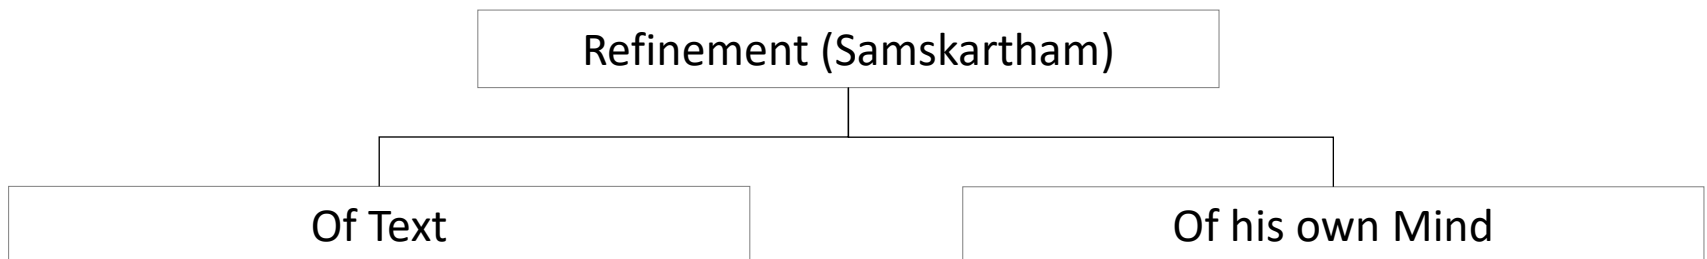 Refinement (Samskartham)
Of Text
Of his own Mind